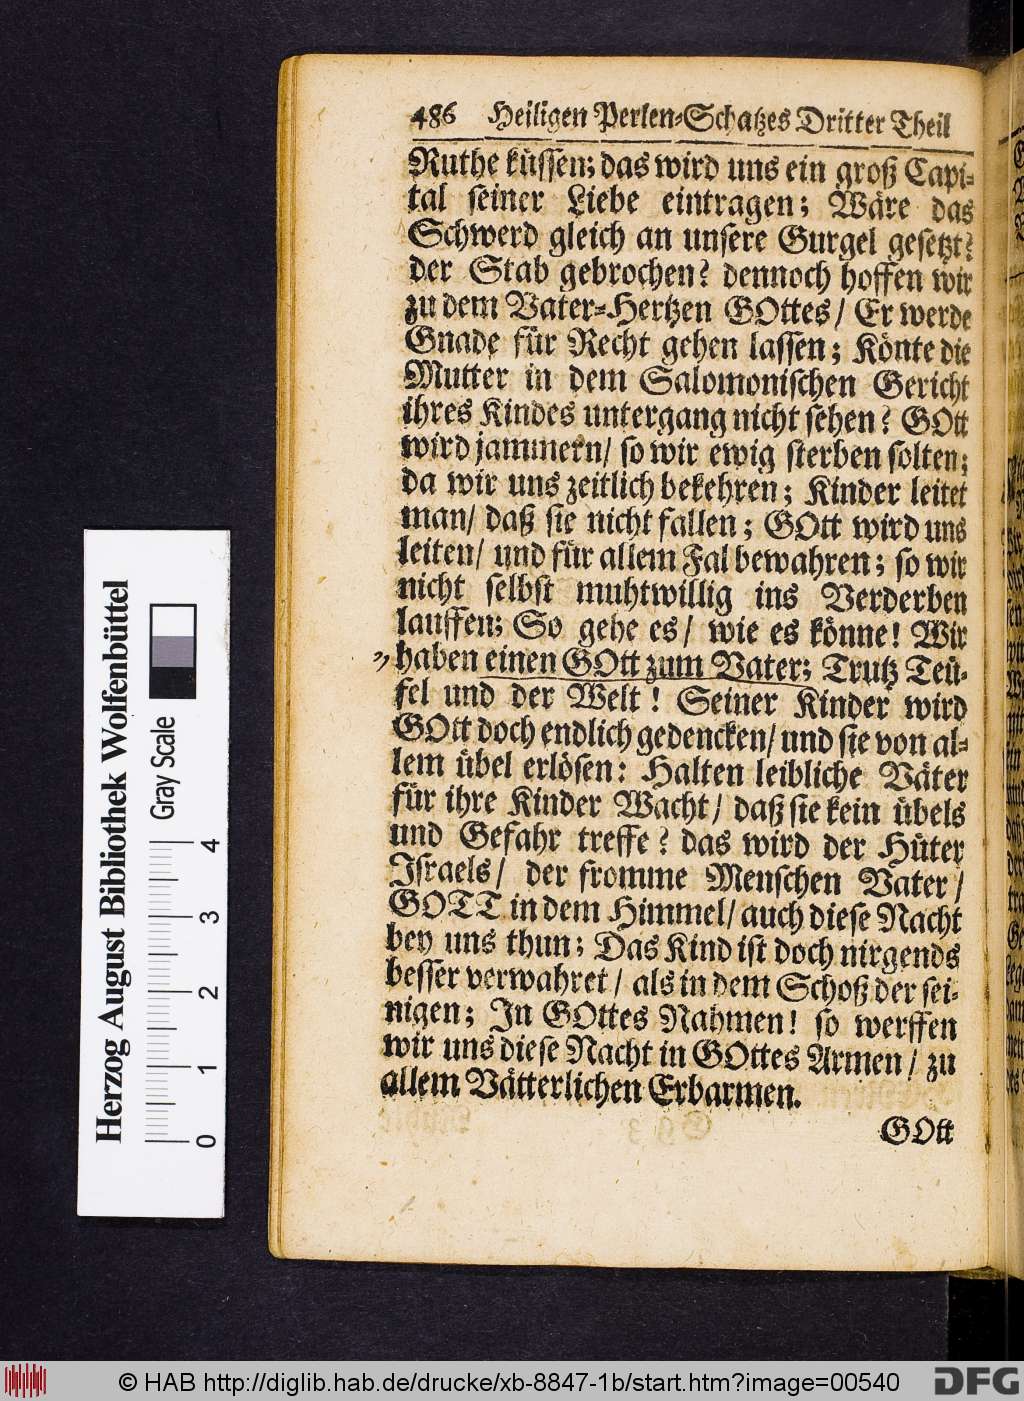 486 Heiligen Perlen-Schatzes Dritter Theil
Ruthe küssen; das wird uns ein groß Capi-
tal seiner Liebe eintragen; Wäre das
Schwerd gleich an unsere Gurgel gesetzt?
der Stab gebrochen? dennoch hoffen wir
zu dem Vater-Hertzen GOttes/ Er werde
Gnade für Recht gehen lassen; Könte die
Mutter in dem Salomonischen Gericht
ihres Kindes untergang nicht sehen? GOtt
wird jammern/ so wir ewig sterben solten;
da wir uns zeitlich bekehren; Kinder leitet
man/ daß sie nicht fallen; GOtt wird uns
leiten/ und für allem Fal bewahren; so wir
nicht selbst muhtwillig ins Verderben
lauffen; So gehe es/ wie es könne! Wir
haben einen GOtt zum Vater; Trutz Teü-
fel und der Welt! Seiner Kinder wird
GOtt doch endlich gedencken/ und sie von al-
lem übel erlösen: Halten leibliche Väter
für ihre Kinder Wacht/ daß sie kein übels
und Gefahr treffe? das wird der Hüter
Israels/ der fromme Menschen Vater/
GOTT in dem Himmel/ auch diese Nacht
bey uns thun; Das Kind ist doch nirgends
besser verwahret/ als in dem Schoß der sei-
nigen; In GOttes Nahmen! so werffen
wir uns diese Nacht in GOttes Armen/ zu
allem Vätterlichen Erbarmen.
GOtt
Herzog August Bibliothek Wolfenbüttel
Gray Scale
0 1 2 3 4
© HAB http://diglib.hab.de/drucke/xb-8847-1b/start.htm?image=00540
DFG